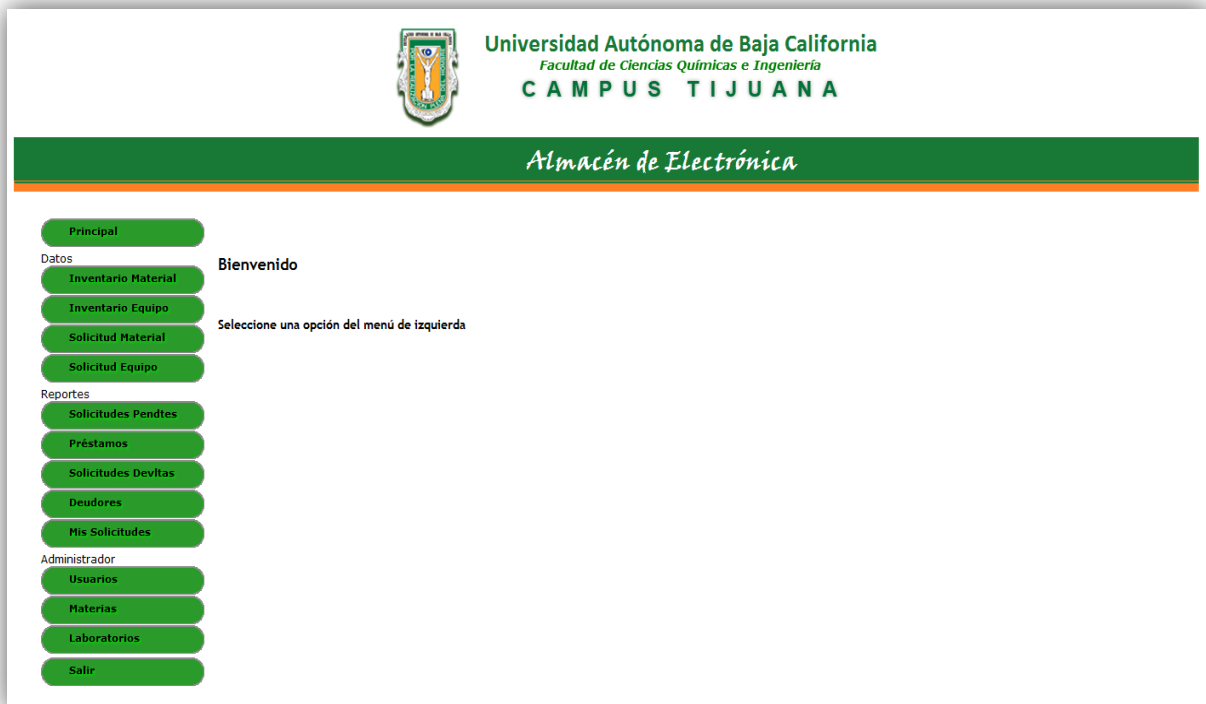 Universidad Autónoma de Baja California
Facultad de Ciencias Químicas e Ingeniería
CAMPUS TIJUANA
Almacén de Electrónica
Principal
Datos
Inventario Material
Inventario Equipo
Solicitud Material
Solicitud Equipo
Reportes
Solicitudes Pendtes
Préstamos
Solicitudes Devltas
Deudores
Mis Solicitudes
Administrador
Usuarios
Materias
Laboratorios
Salir
Bienvenido
Seleccione una opción del menú de izquierda